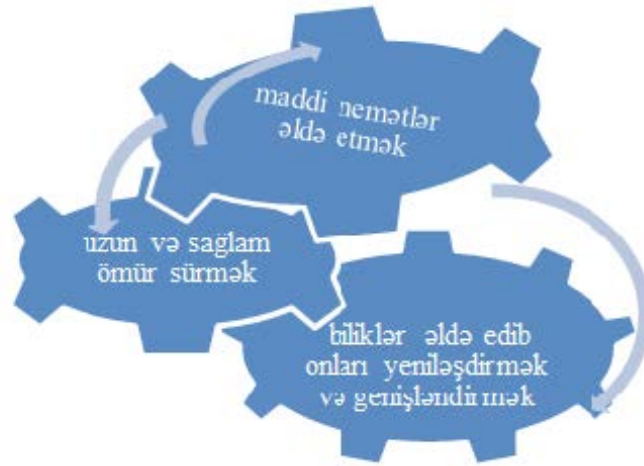 maddi nemətlər
əldə etmək
uzun və sağlam
ömür sürmək
biliklər əldə edib
onları yeniləşdirmək
və genişləndirmək